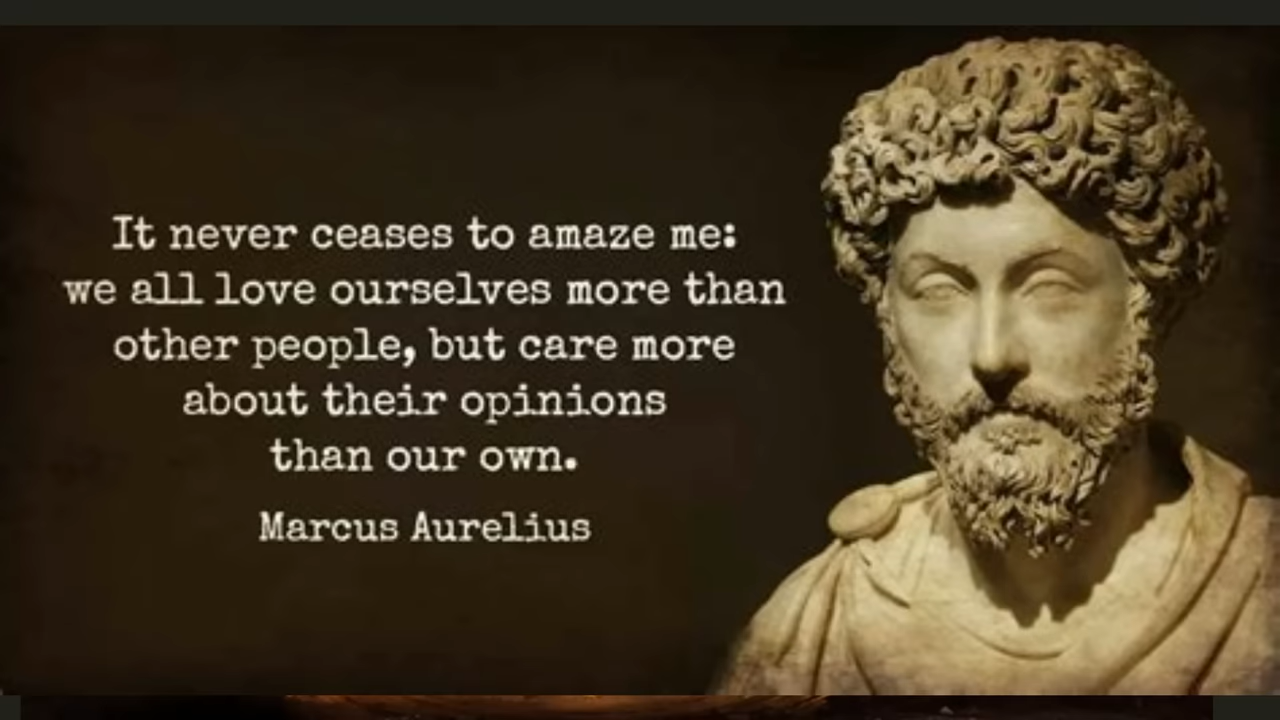 It never ceases to amaze me:
we all love ourselves more than
other people, but care more
about their opinions
than our own.
Marcus Aurelius